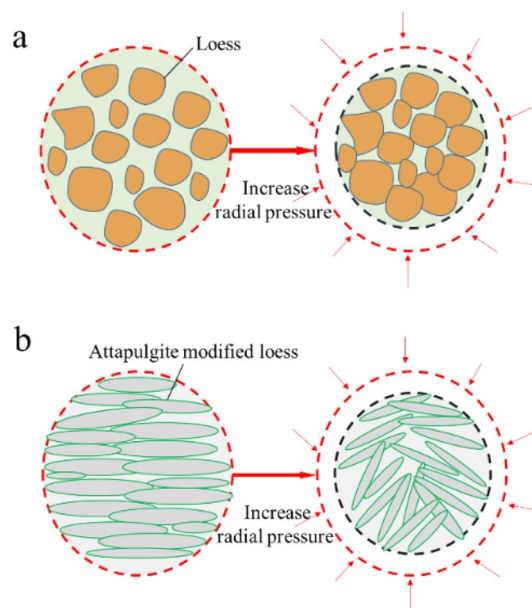 a
Loess
Increase
radial pressure
b
Attapulgite modified loess
Increase
radial pressure